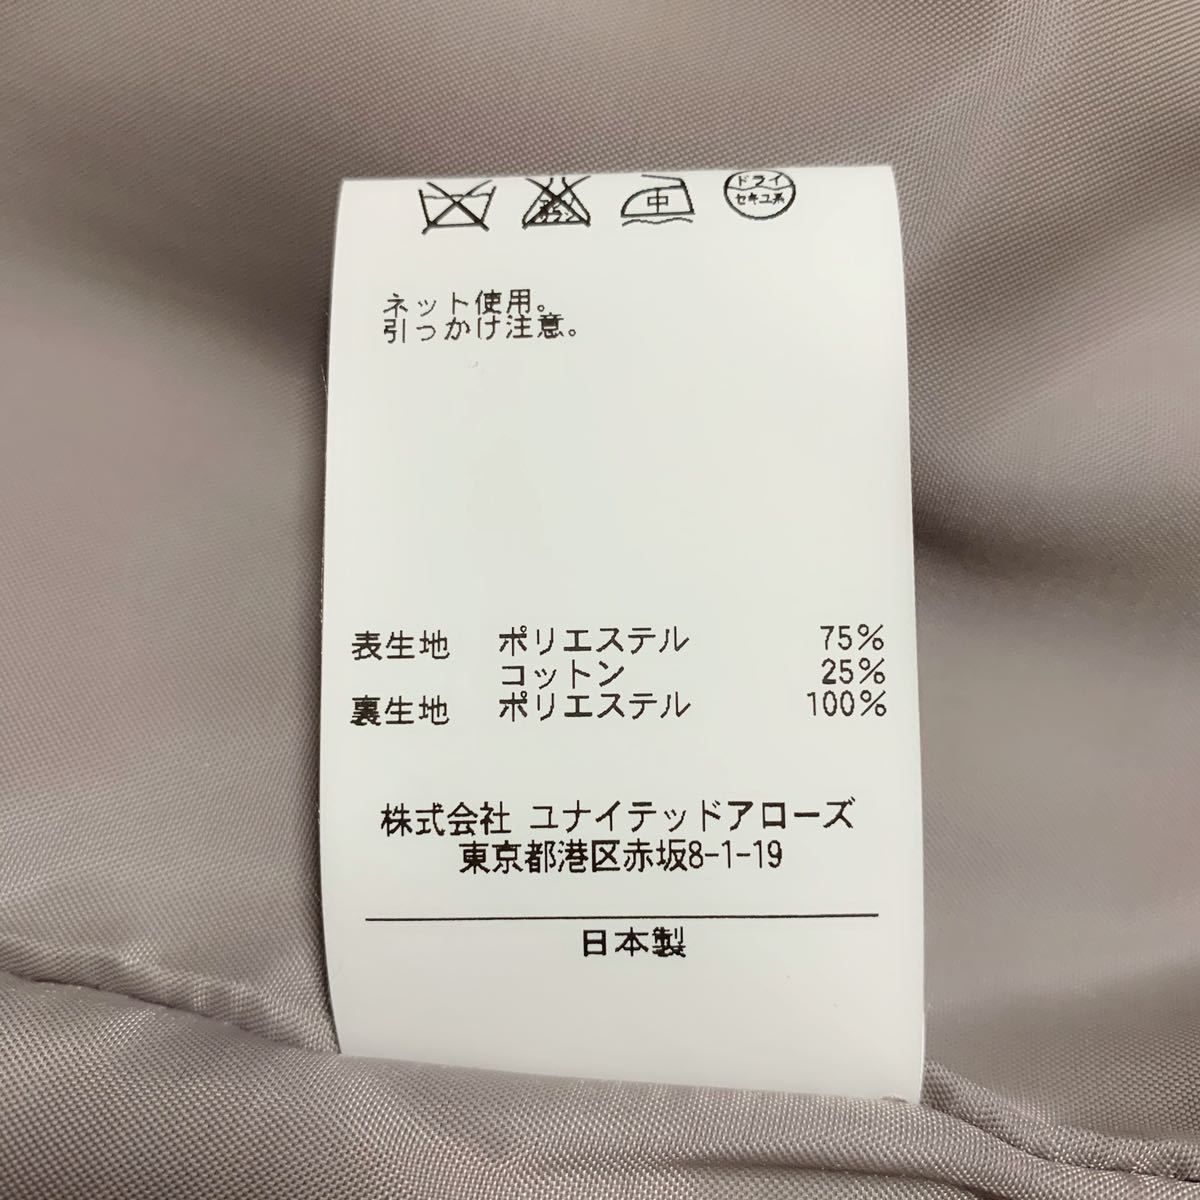 中
ドライ
セキユ系
ネット使用。
引っかけ注意。
表生地 ポリエステル 75%
コットン 25%
裏生地 ポリエステル 100%
株式会社 ユナイテッドアローズ
東京都港区赤坂8-1-19
日本製